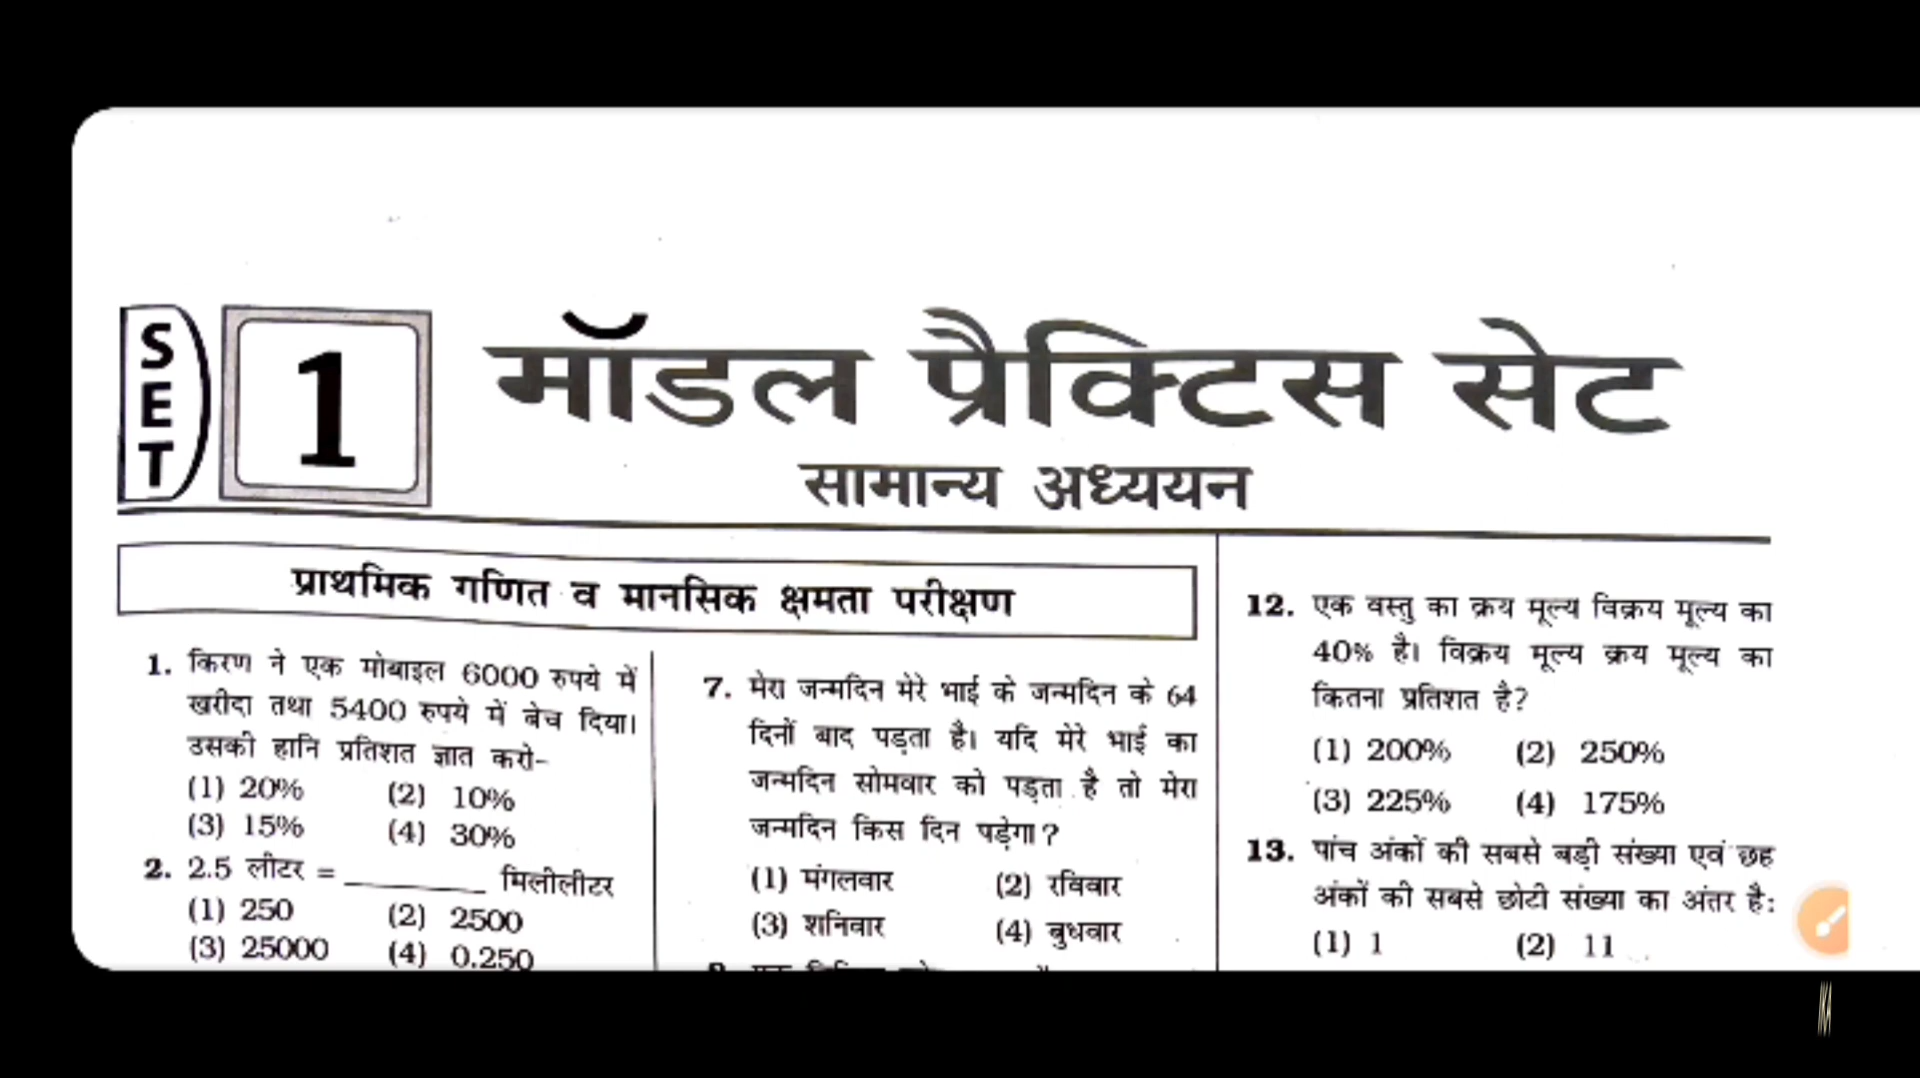 SET
1
मॉडल प्रैक्टिस सेट
सामान्य अध्ययन
प्राथमिक गणित व मानसिक क्षमता परीक्षण
1. किरण ने एक मोबाइल 6000 रुपये में
खरीदा तथा 5400 रुपये में बेच दिया।
उसकी हानि प्रतिशत ज्ञात करो–
(1) 20% (2) 10%
(3) 15% (4) 30%
2. 2.5 लीटर = ________ मिलीलीटर
(1) 250 (2) 2500
(3) 25000 (4) 0.250
7. मेरा जन्मदिन मेरे भाई के जन्मदिन के 64
दिनों बाद पड़ता है। यदि मेरे भाई का
जन्मदिन सोमवार को पड़ता है तो मेरा
जन्मदिन किस दिन पड़ेगा?
(1) मंगलवार (2) रविवार
(3) शनिवार (4) बुधवार
12. एक वस्तु का क्रय मूल्य विक्रय मूल्य का
40% है। विक्रय मूल्य क्रय मूल्य का
कितना प्रतिशत है?
(1) 200% (2) 250%
(3) 225% (4) 175%
13. पांच अंकों की सबसे बड़ी संख्या एवं छह
अंकों की सबसे छोटी संख्या का अंतर है:
(1) 1 (2) 11